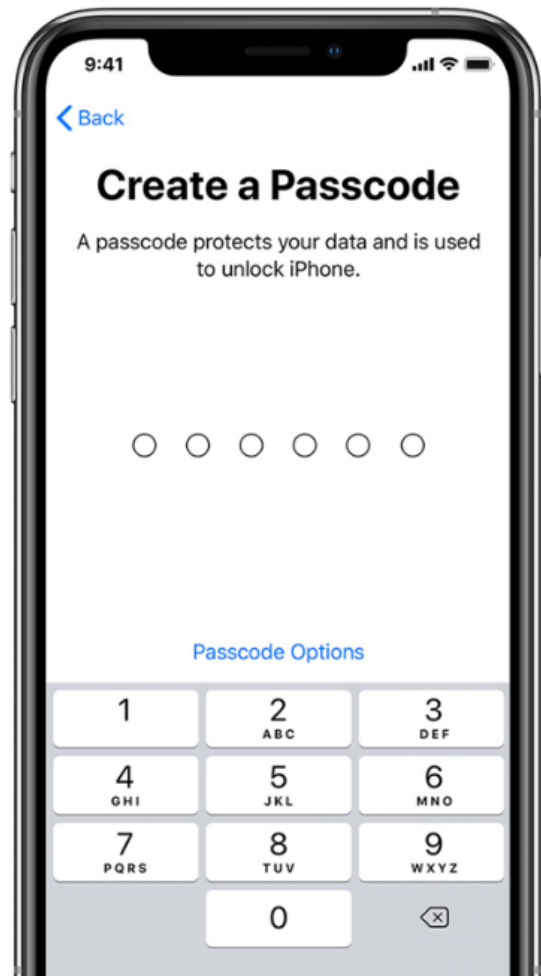 9:41
Back
Create a Passcode
A passcode protects your data and is used
to unlock iPhone.
Passcode Options
1 2 3
ABC DEF
4 5 6
GHI JKL MNO
7 8 9
PQRS TUV WXYZ
0